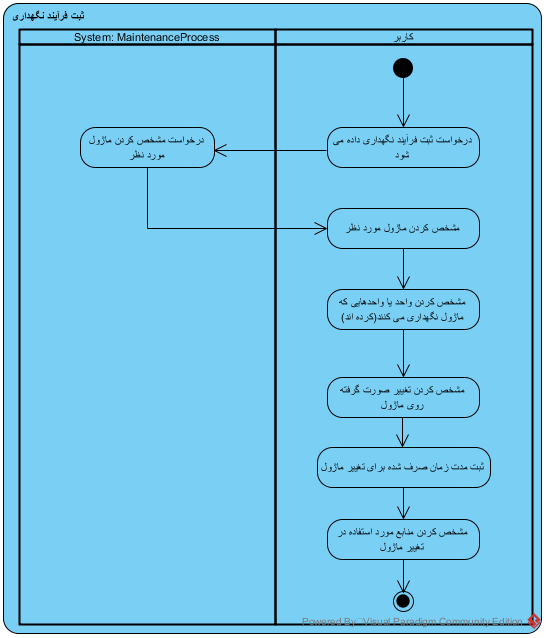 ثبت فرآیند نگهداری
System: MaintenanceProcess
کاربر
درخواست ثبت فرآیند نگهداری داده می
شود
درخواست مشخص کردن ماژول
مورد نظر
مشخص کردن ماژول مورد نظر
مشخص کردن واحد یا واحدهایی که
ماژول نگهداری می کنند(کرده اند)
مشخص کردن تغییر صورت گرفته
روی ماژول
ثبت مدت زمان صرف شده برای تغییر ماژول
مشخص کردن منابع مورد استفاده در
تغییر ماژول
Powered By Visual Paradigm Community Edition